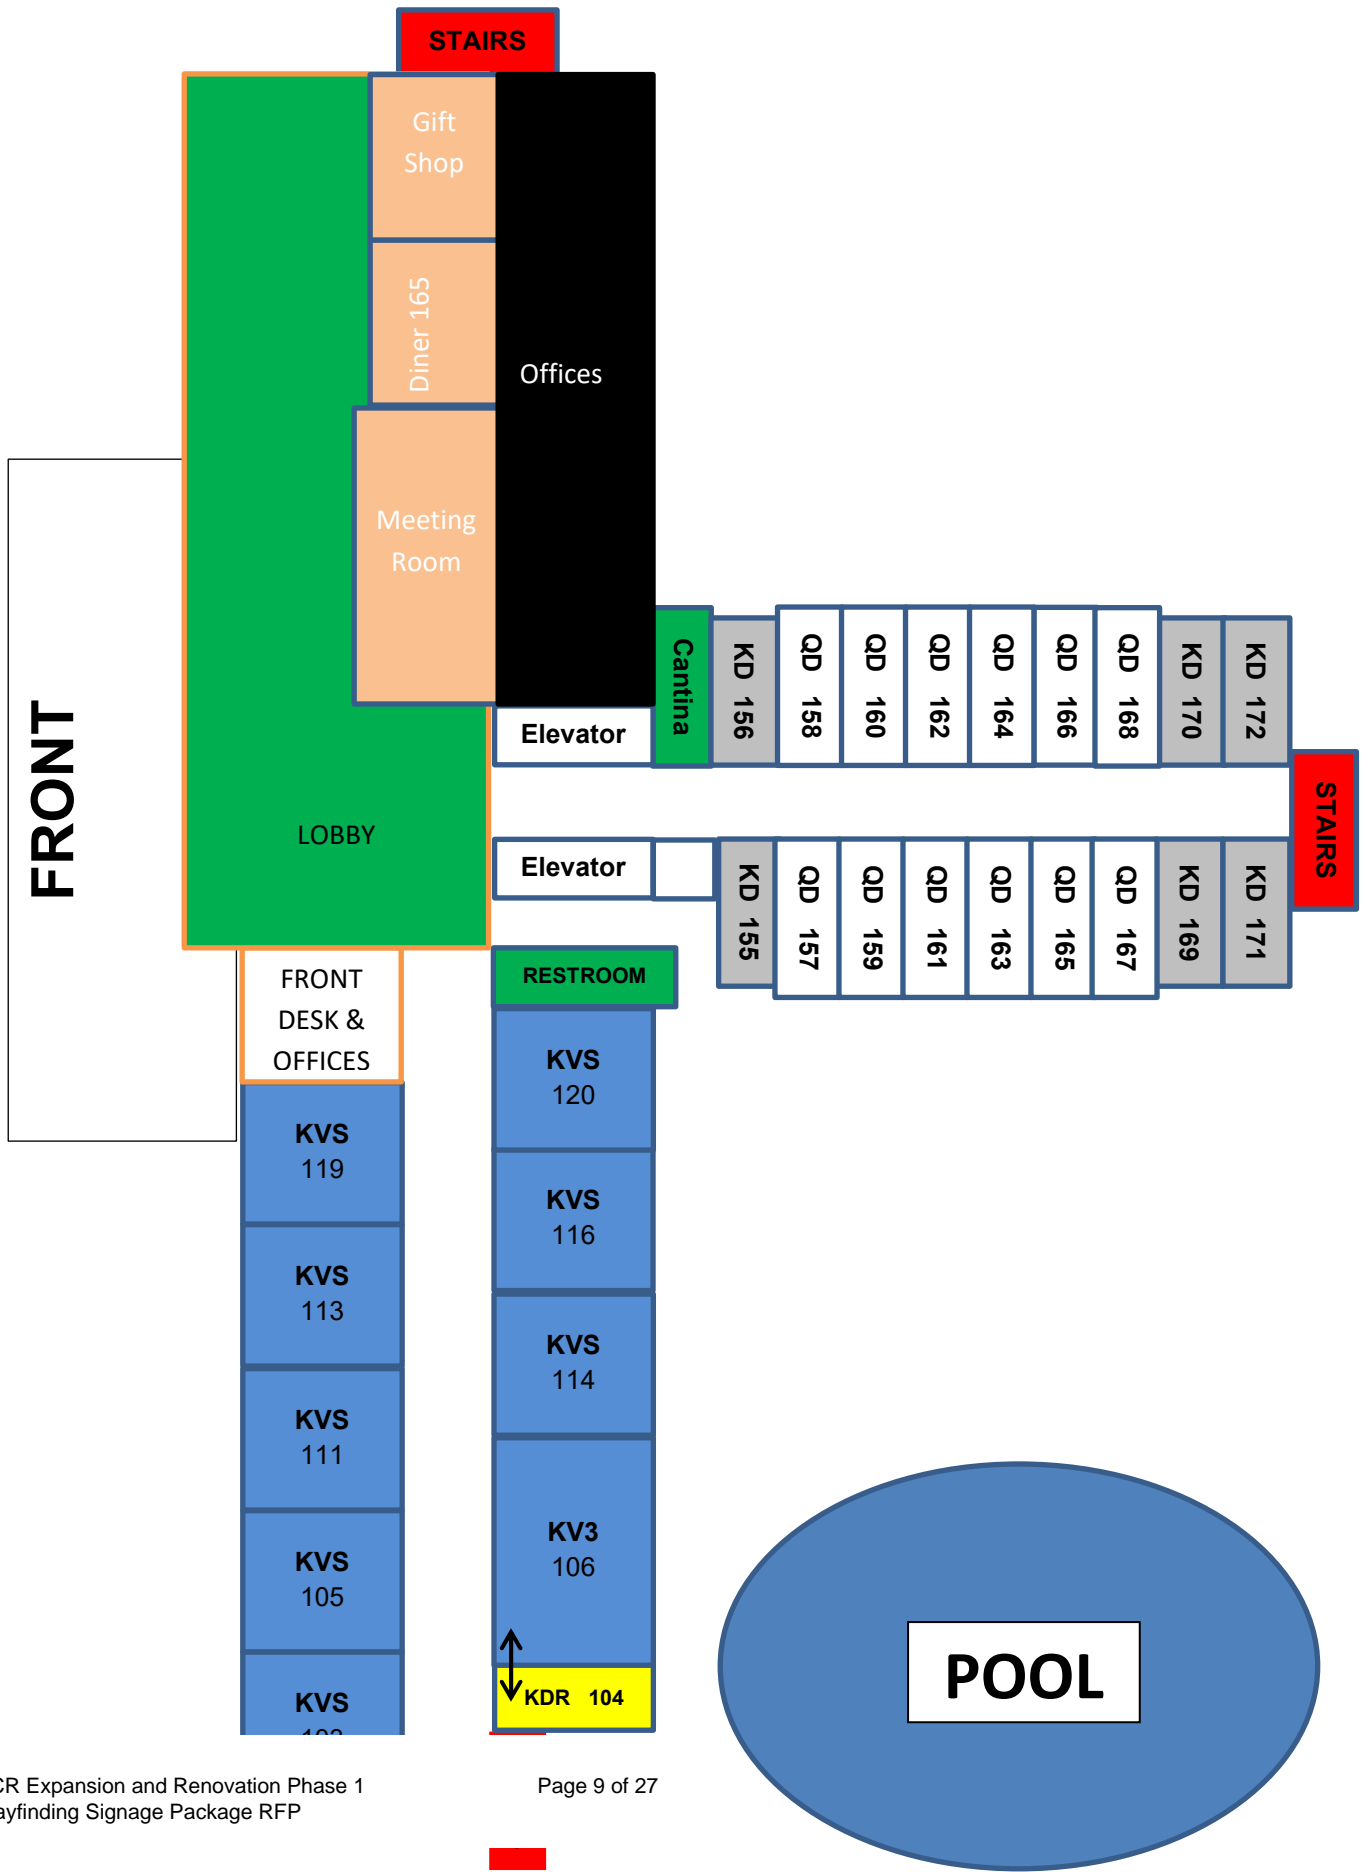 STAIRS
Gift
Shop
Diner 165
Offices
Meeting
Room
FRONT
Cantina
KD 156
QD 158
QD 160
QD 162
QD 164
QD 166
QD 168
KD 170
KD 172
Elevator
STAIRS
LOBBY
Elevator
KD 155
QD 157
QD 159
QD 161
QD 163
QD 165
QD 167
KD 169
KD 171
FRONT
DESK &
OFFICES
RESTROOM
KVS
120
KVS
119
KVS
116
KVS
113
KVS
114
KVS
111
KV3
106
KVS
105
KDR 104
KVS
POOL
CR Expansion and Renovation Phase 1
Page 9 of 27
ayfinding Signage Package RFP